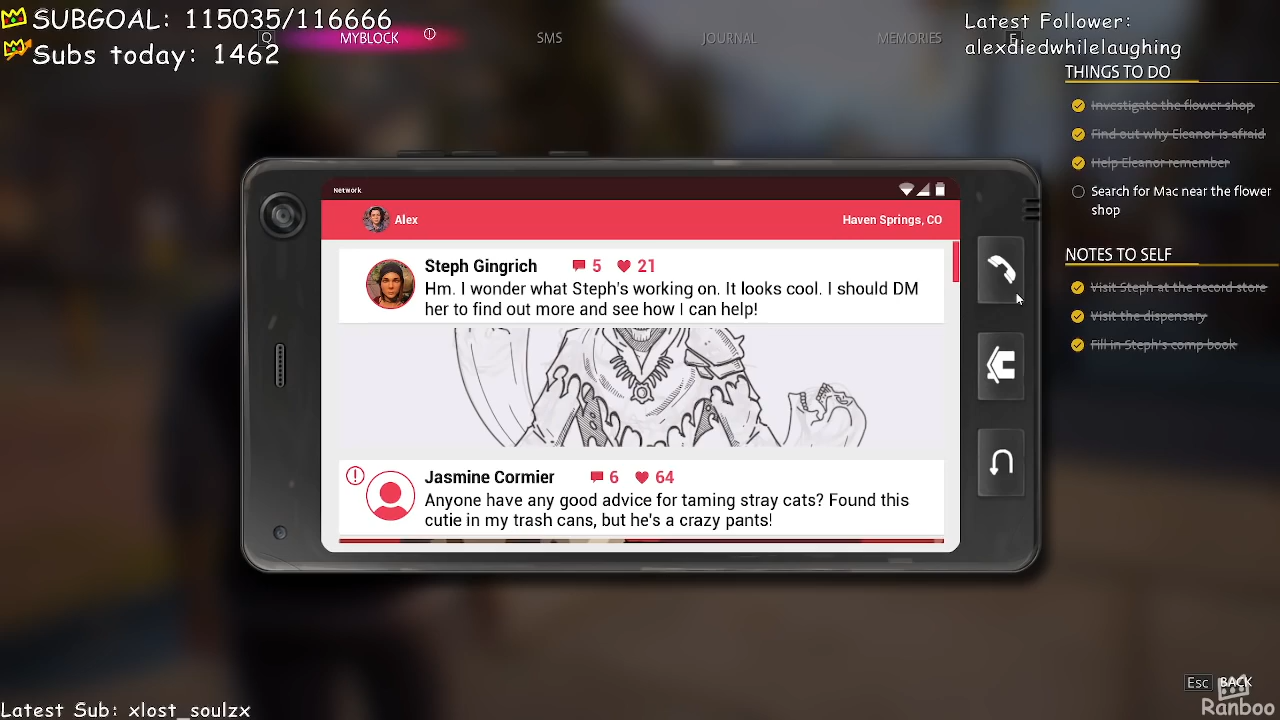 SUBGOAL: 115035/116666
Subs today: 1462
Q
MYBLOCK
SMS
JOURNAL
MEMORIES
E
Latest Follower:
alexdiedwhilelaughing
THINGS TO DO
Investigate the flower shop
Find out why Eleanor is afraid
Help Eleanor remember
Search for Mac near the flower
shop
NOTES TO SELF
Visit Steph at the record store
Visit the dispensary
Fill in Steph's comp book
Network
Alex
Haven Springs, CO
Steph Gingrich 5 21
Hm. I wonder what Steph's working on. It looks cool. I should DM
her to find out more and see how I can help!
Jasmine Cormier 6 64
Anyone have any good advice for taming stray cats? Found this
cutie in my trash cans, but he's a crazy pants!
Esc BACK
Ranboo
Latest Sub: xlost_soulzx